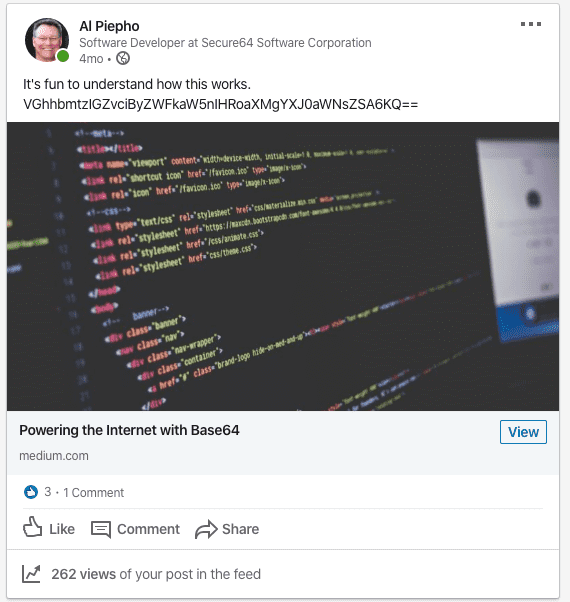 Al Piepho
Software Developer at Secure64 Software Corporation
4mo •
It's fun to understand how this works.
VGhhbmtzIGZvciByZWFkaW5nIHRoaXMgYXJ0aWNsZSA6KQ==
<!--meta-->
<title></title>
<meta name="viewport" content="width=device-width, initial-scale=1
<link rel="shortcut icon" href="/favicon.ico" type="image/x-icon">
<link rel="icon" href="/favicon.ico" type="image/x-icon">
<!--css-->
<link type="text/css" rel="stylesheet" href="css/materialize.min.css"
<link rel="stylesheet" href="https://maxcdn.bootstrapcdn.com/font-awesome/4
<link rel="stylesheet" href="/css/animate.css">
<link rel="stylesheet" href="css/theme.css">
</head>
<body>
<!-- banner-->
<div class="banner">
<nav class="nav">
<div class="nav-wrapper">
<div class="container">
<a href="#" class="brand-logo hide-on-med-and-up">
</div>
Powering the Internet with Base64
View
medium.com
3 • 1 Comment
Like Comment Share
262 views of your post in the feed